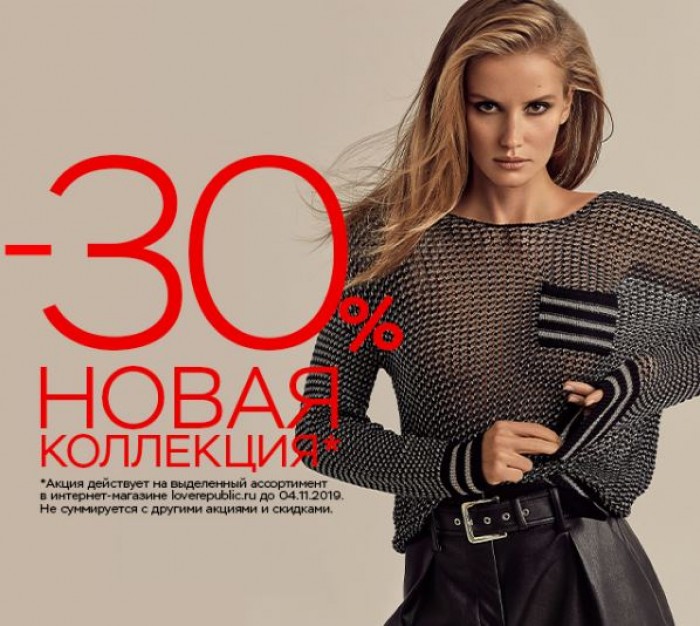 -30%
НОВАЯ
КОЛЛЕКЦИЯ*
*Акция действует на выделенный ассортимент
в интернет-магазине loverepublic.ru до 04.11.2019.
Не суммируется с другими акциями и скидками.